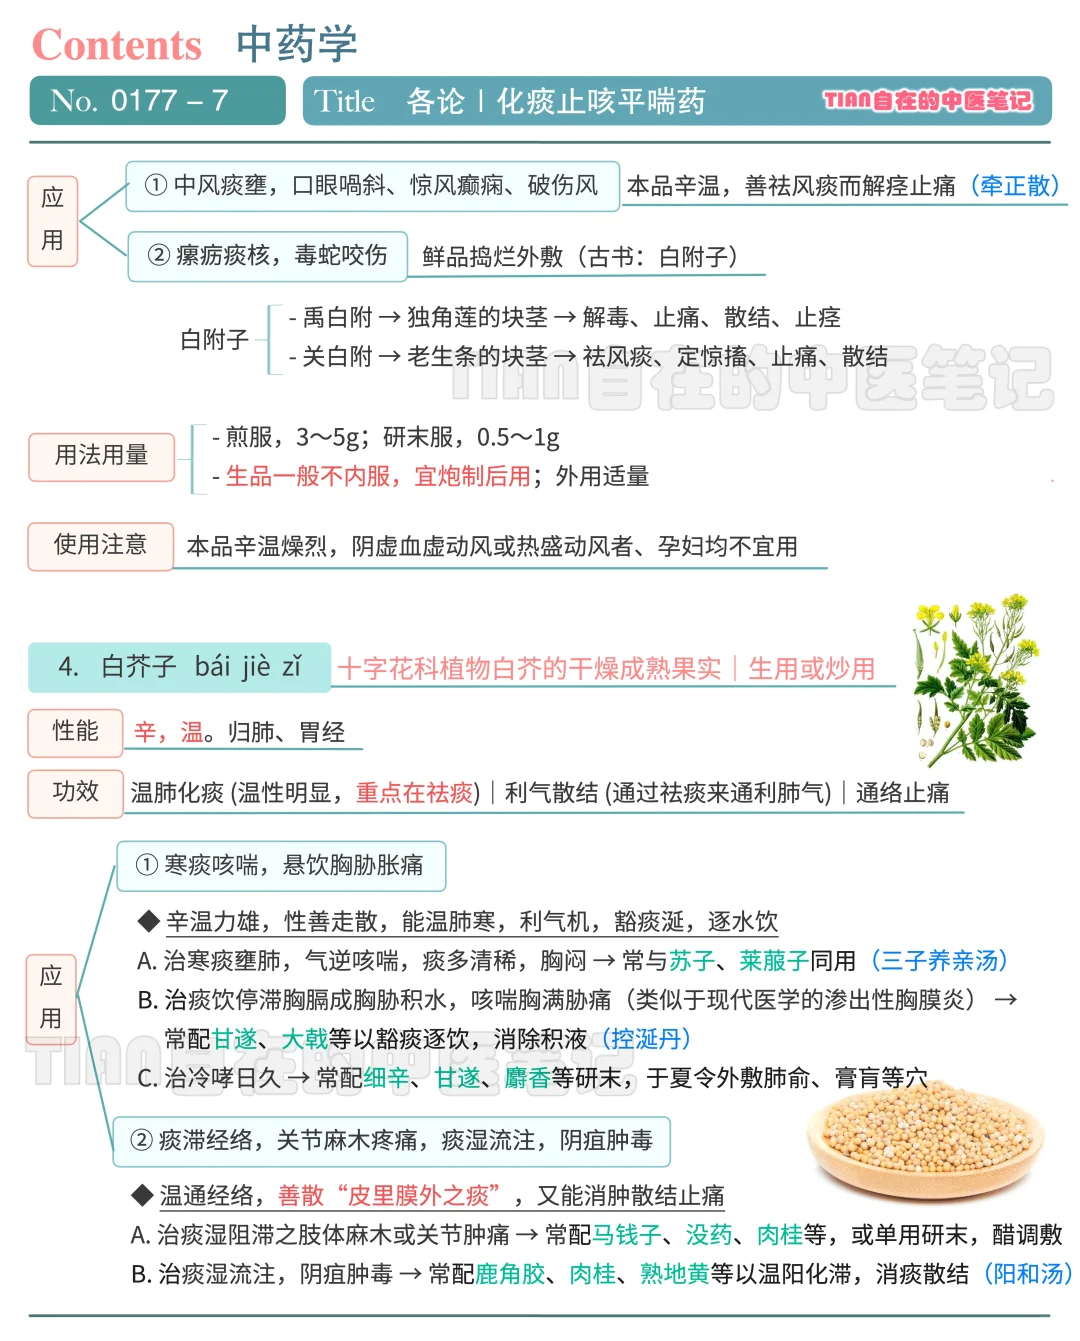 Contents 中药学
No. 0177 – 7
Title 各论丨化痰止咳平喘药
TIAN自在的中医笔记
应用
① 中风痰壅，口眼喎斜、惊风癫痫、破伤风 本品辛温，善祛风痰而解痉止痛（牵正散）
② 瘰疬痰核，毒蛇咬伤 鲜品捣烂外敷（古书：白附子）
白附子
- 禹白附 → 独角莲的块茎 → 解毒、止痛、散结、止痉
- 关白附 → 老生条的块茎 → 祛风痰、定惊搐、止痛、散结
TIAN自在的中医笔记
用法用量
- 煎服，3～5g；研末服，0.5～1g
- 生品一般不内服，宜炮制后用；外用适量
使用注意 本品辛温燥烈，阴虚血虚动风或热盛动风者、孕妇均不宜用
4. 白芥子 bái jiè zǐ 十字花科植物白芥的干燥成熟果实｜生用或炒用
性能 辛，温。归肺、胃经
功效 温肺化痰 (温性明显，重点在祛痰)｜利气散结 (通过祛痰来通利肺气)｜通络止痛
应用
① 寒痰咳喘，悬饮胸胁胀痛
◆ 辛温力雄，性善走散，能温肺寒，利气机，豁痰涎，逐水饮
A. 治寒痰壅肺，气逆咳喘，痰多清稀，胸闷 → 常与苏子、莱菔子同用（三子养亲汤）
B. 治痰饮停滞胸膈成胸胁积水，咳喘胸满胁痛（类似于现代医学的渗出性胸膜炎） →
常配甘遂、大戟等以豁痰逐饮，消除积液（控涎丹）
TIAN自在的中医笔记
C. 治冷哮日久 → 常配细辛、甘遂、麝香等研末，于夏令外敷肺俞、膏肓等穴
② 痰滞经络，关节麻木疼痛，痰湿流注，阴疽肿毒
◆ 温通经络，善散“皮里膜外之痰”，又能消肿散结止痛
A. 治痰湿阻滞之肢体麻木或关节肿痛 → 常配马钱子、没药、肉桂等，或单用研末，醋调敷
B. 治痰湿流注，阴疽肿毒 → 常配鹿角胶、肉桂、熟地黄等以温阳化滞，消痰散结（阳和汤）